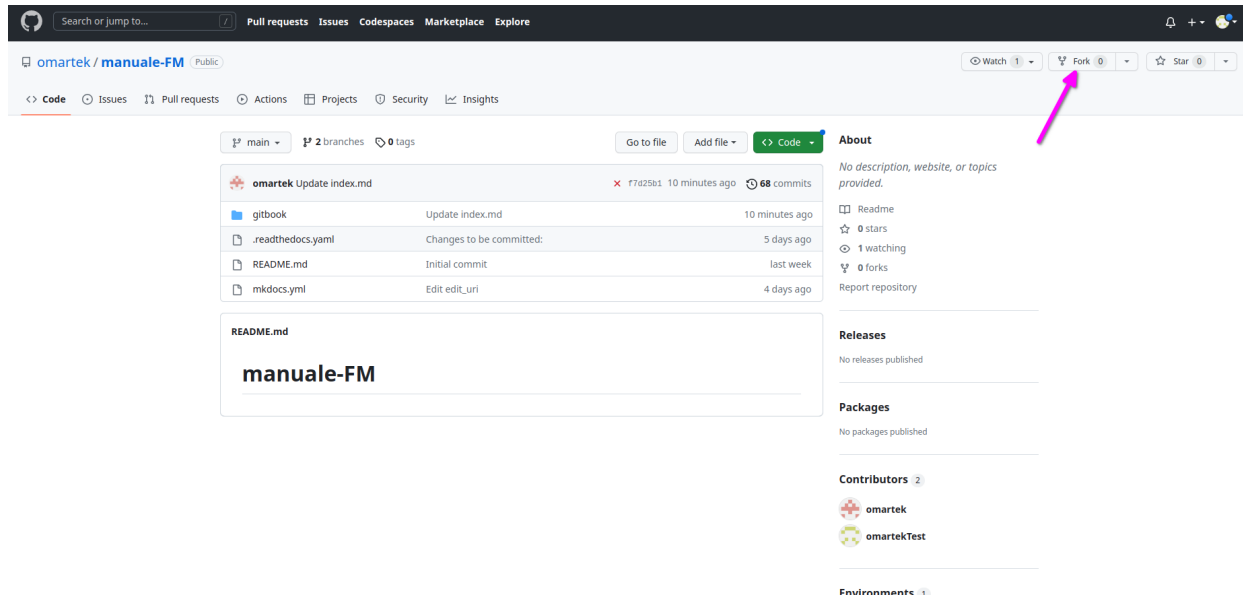 Search or jump to... / Pull requests Issues Codespaces Marketplace Explore
omartek / manuale-FM Public
Watch 1 Fork 0 Star 0
Code Issues Pull requests Actions Projects Security Insights
main 2 branches 0 tags Go to file Add file Code
omartek Update index.md f7d25b1 10 minutes ago 68 commits
gitbook Update index.md 10 minutes ago
.readthedocs.yaml Changes to be committed: 5 days ago
README.md Initial commit last week
mkdocs.yml Edit edit_uri 4 days ago
README.md
manuale-FM
About
No description, website, or topics
provided.
Readme
0 stars
1 watching
0 forks
Report repository
Releases
No releases published
Packages
No packages published
Contributors 2
omartek
omartekTest
Environments 1